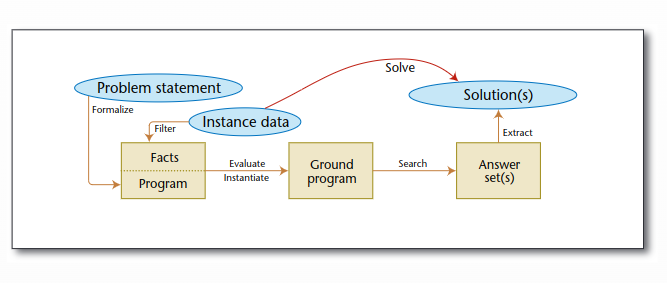 Solve
Problem statement
Solution(s)
Formalize
Instance data
Filter
Extract
Facts
Program
Evaluate
Instantiate
Ground
program
Search
Answer
set(s)